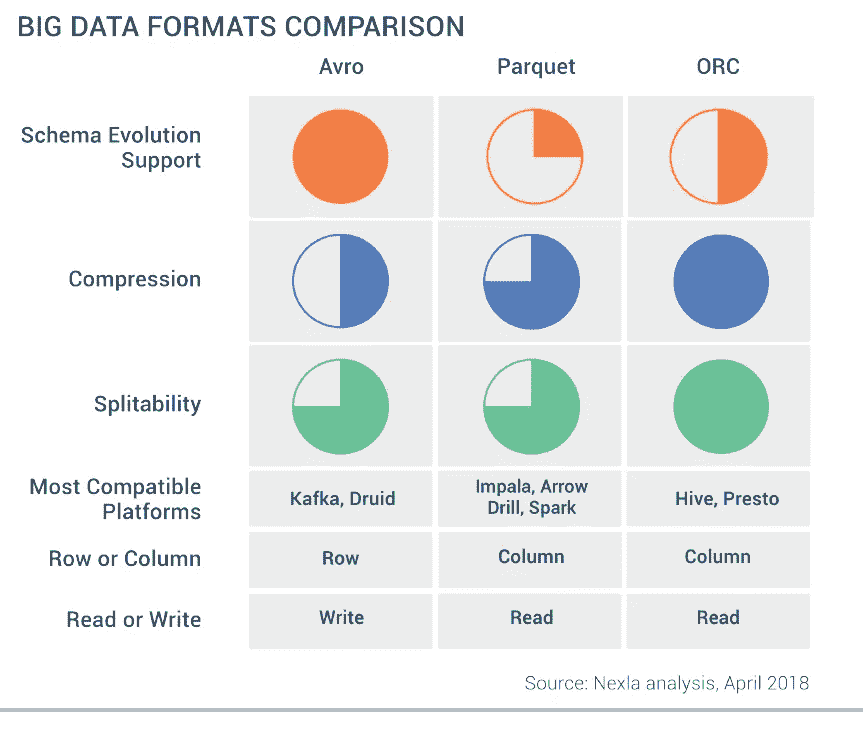 BIG DATA FORMATS COMPARISON
Avro Parquet ORC
Schema Evolution
Support
Compression
Splitability
Most Compatible
Platforms
Kafka, Druid
Impala, Arrow
Drill, Spark
Hive, Presto
Row or Column
Row
Column
Column
Read or Write
Write
Read
Read
Source: Nexla analysis, April 2018